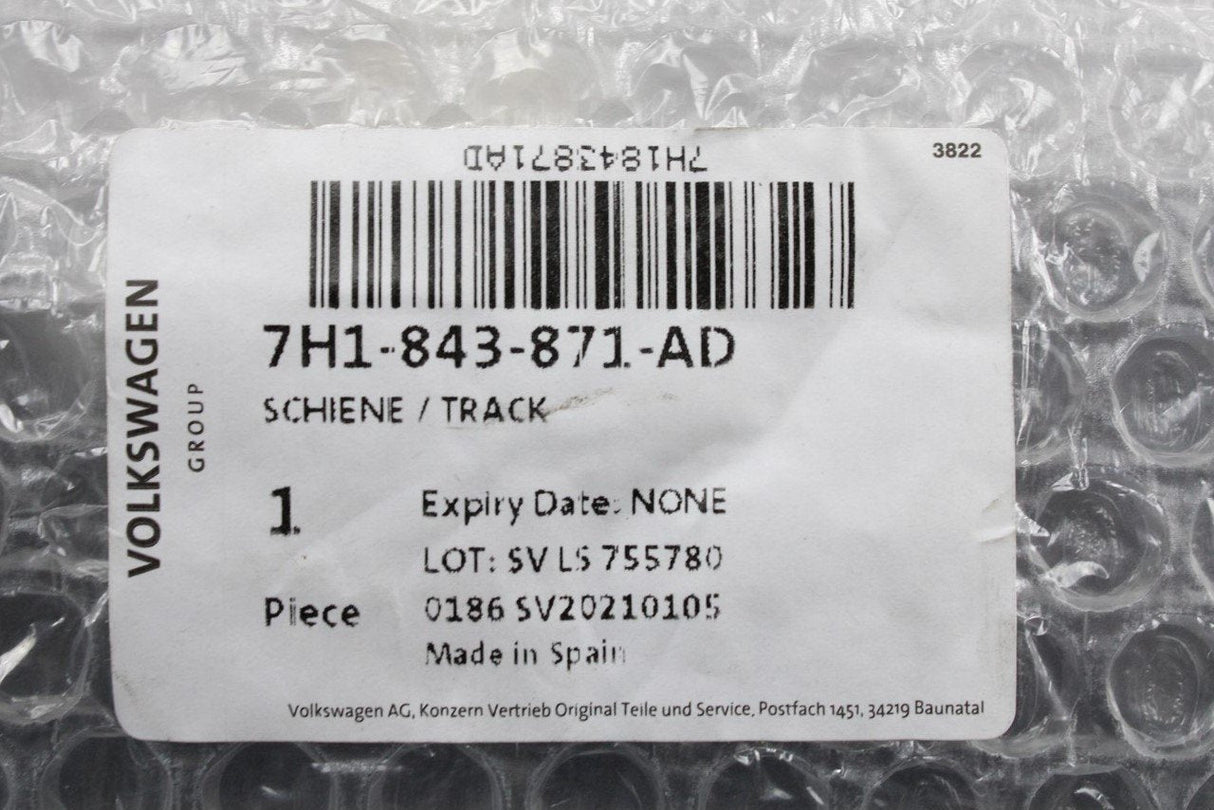 3822
7H1843871AD
VOLKSWAGEN
GROUP
7H1-843-871-AD
SCHIENE / TRACK
1
Expiry Date: NONE
LOT: SV LS 755780
Piece
0186 SV20210105
Made in Spain
Volkswagen AG, Konzern Vertrieb Original Teile und Service, Postfach 1451, 34219 Baunatal